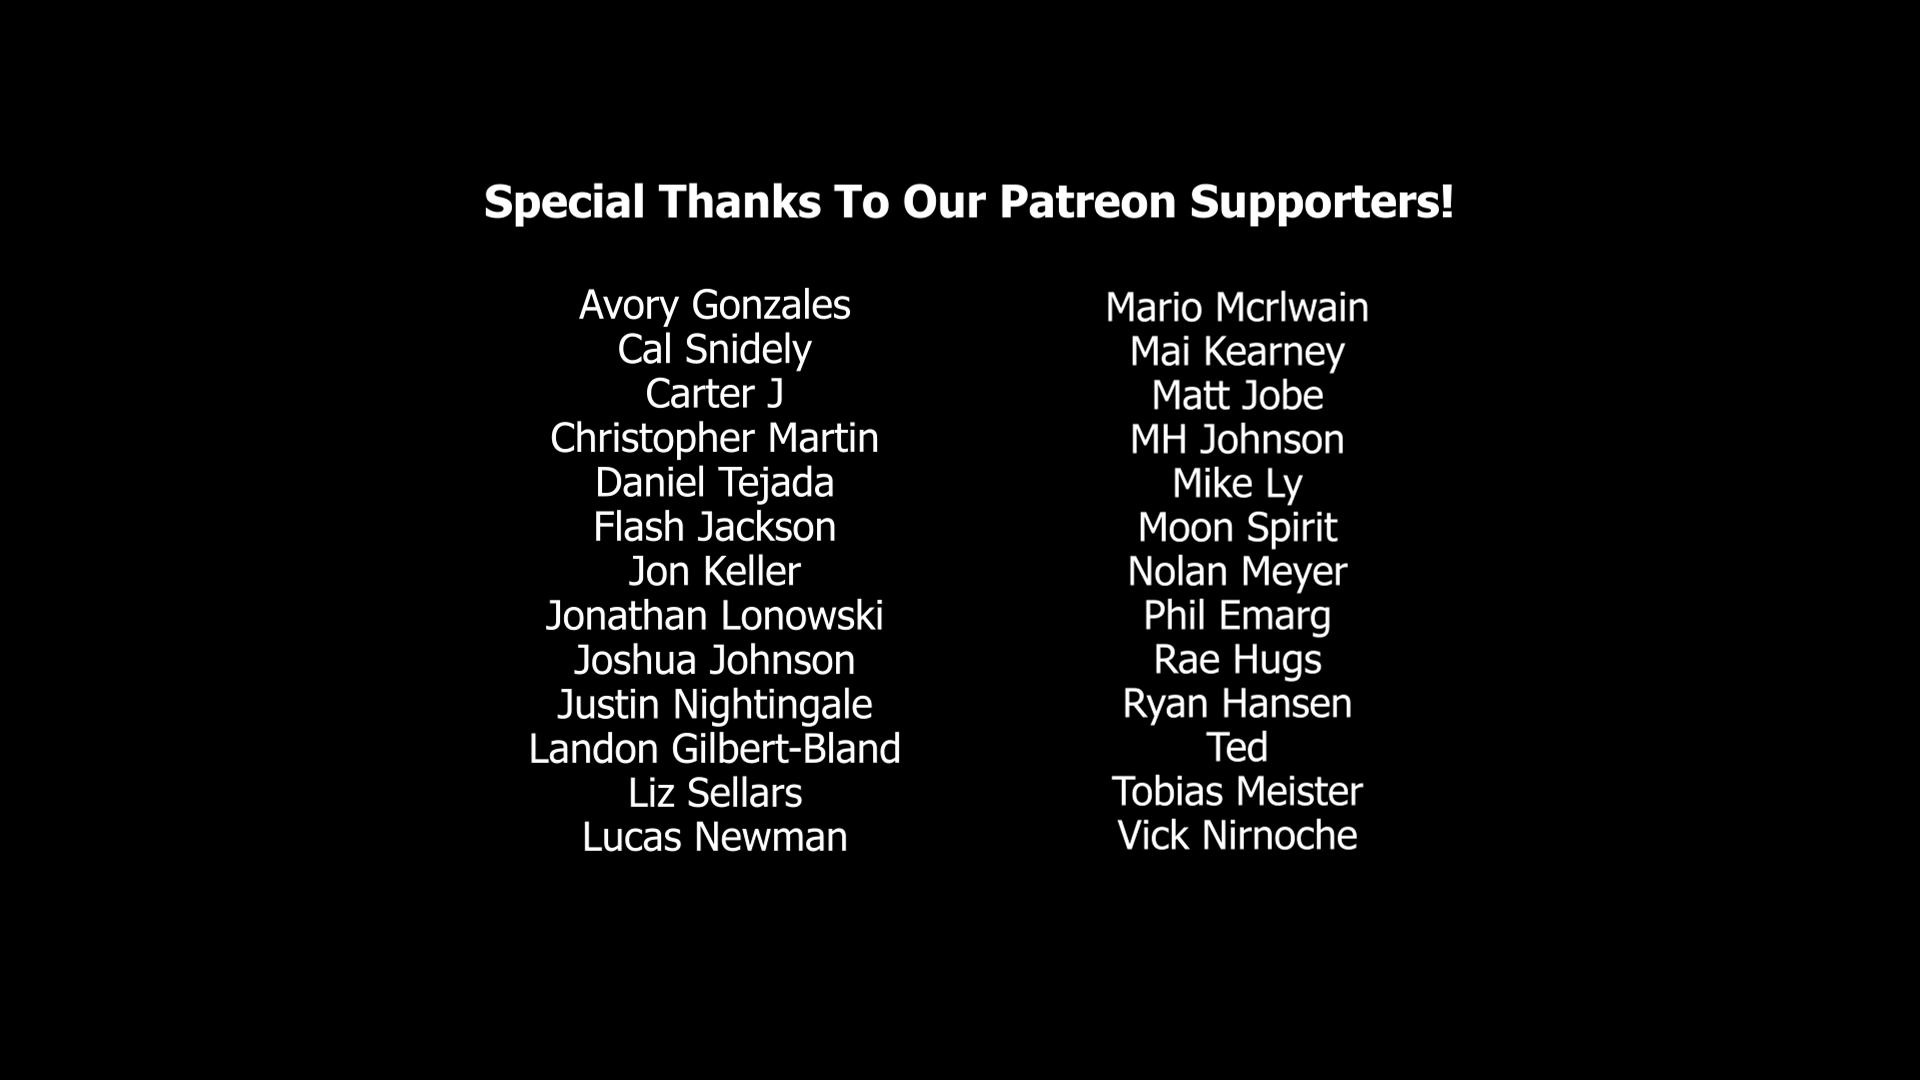 Special Thanks To Our Patreon Supporters!
Avory Gonzales
Cal Snidely
Carter J
Christopher Martin
Daniel Tejada
Flash Jackson
Jon Keller
Jonathan Lonowski
Joshua Johnson
Justin Nightingale
Landon Gilbert-Bland
Liz Sellars
Lucas Newman
Mario Mcrlwain
Mai Kearney
Matt Jobe
MH Johnson
Mike Ly
Moon Spirit
Nolan Meyer
Phil Emarg
Rae Hugs
Ryan Hansen
Ted
Tobias Meister
Vick Nirnoche